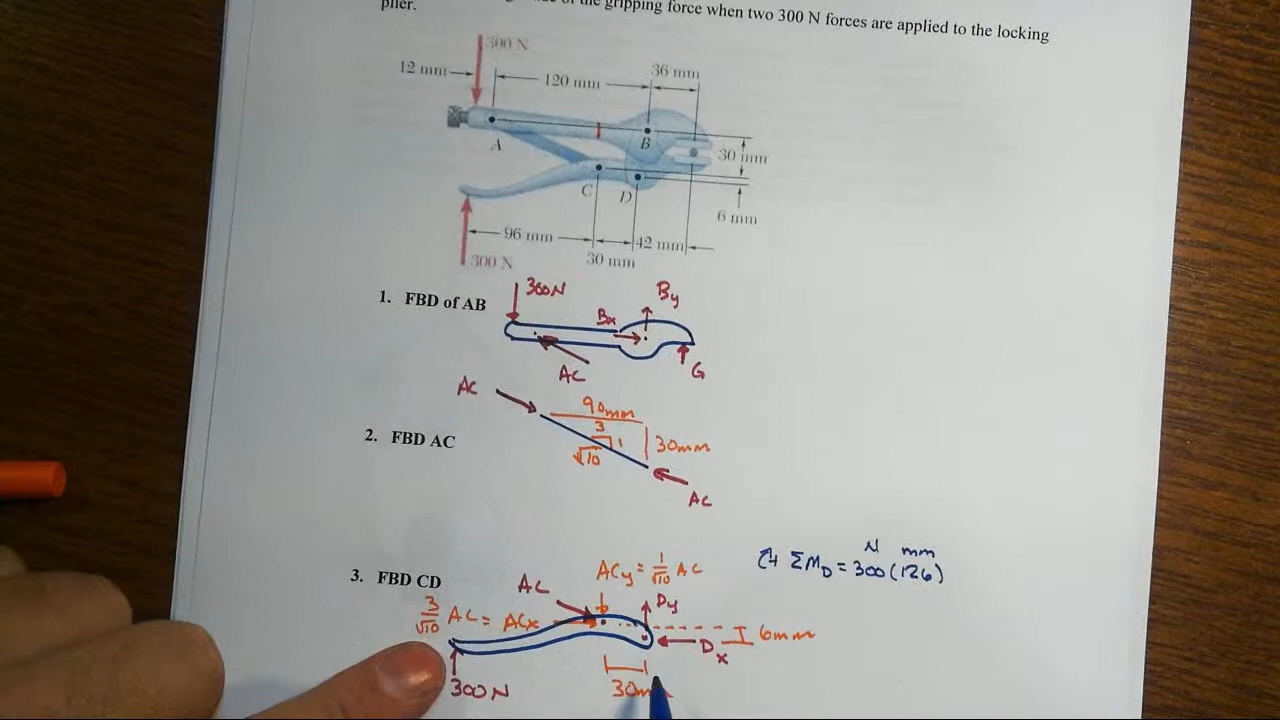 of the gripping force when two 300 N forces are applied to the locking
plier.
300 N
12 mm
120 mm
36 mm
A
B
30 mm
C
D
6 mm
96 mm
42 mm
300 N
30 mm
1. FBD of AB
300N
Bx
By
AC
G
AC
90mm
3
1
√10
30mm
2. FBD AC
AC
3. FBD CD
AC
ACy = 1/√10 AC
↻+ ΣM_D = 300(126)
N mm
3/√10 AC = ACx
Dy
6mm
Dx
300N